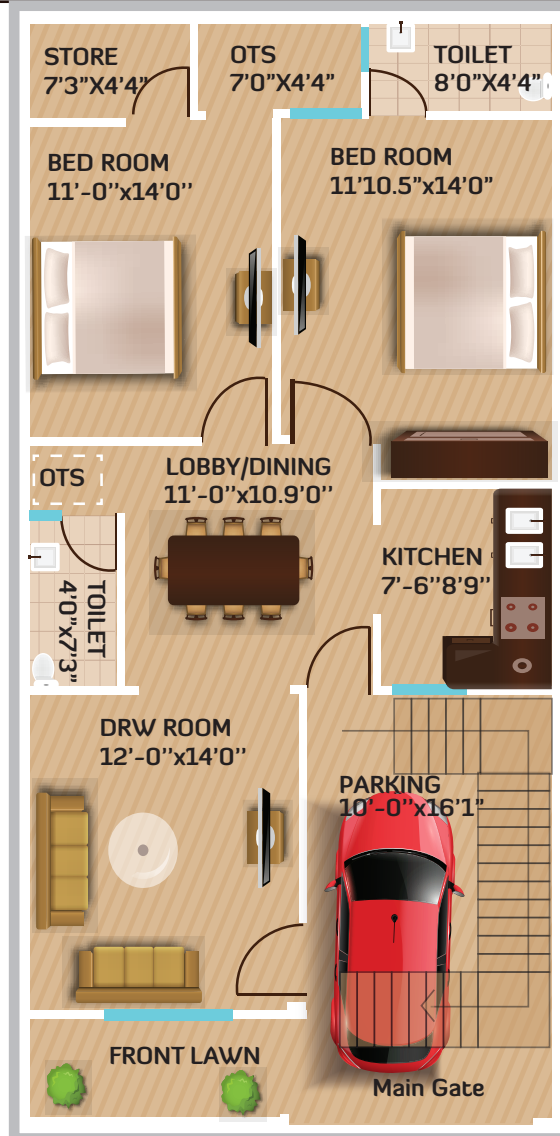 STORE
7'3”X4'4”
OTS
7'0”X4'4”
TOILET
8'0”X4'4”
BED ROOM
11'-0''x14'0''
BED ROOM
11'10.5”x14'0”
OTS
LOBBY/DINING
11'-0''x10.9'0''
KITCHEN
7'-6''8'9''
TOILET
4'0”x7'3”
DRW ROOM
12'-0''x14'0''
PARKING
10'-0''x16'1”
FRONT LAWN
Main Gate